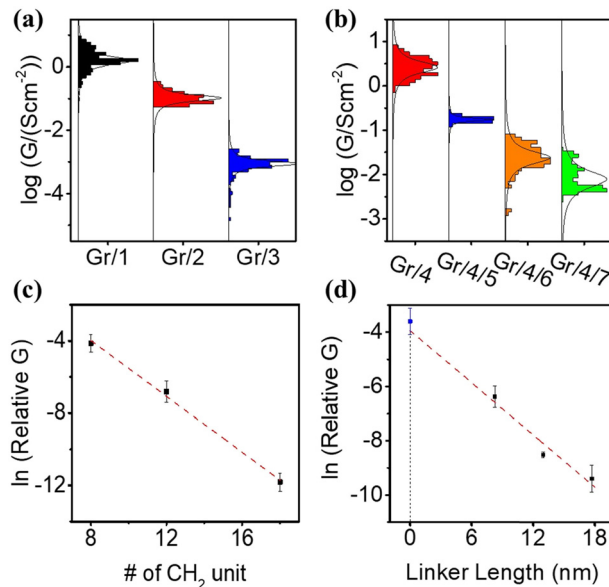 (a)
log (G/(Scm⁻²))
0
-2
-4
Gr/1
Gr/2
Gr/3
(b)
log (G/Scm⁻²)
1
0
-1
-2
-3
Gr/4
Gr/4/5
Gr/4/6
Gr/4/7
(c)
ln (Relative G)
-4
-8
-12
8
12
16
# of CH₂ unit
(d)
ln (Relative G)
-4
-6
-8
-10
0
6
12
18
Linker Length (nm)